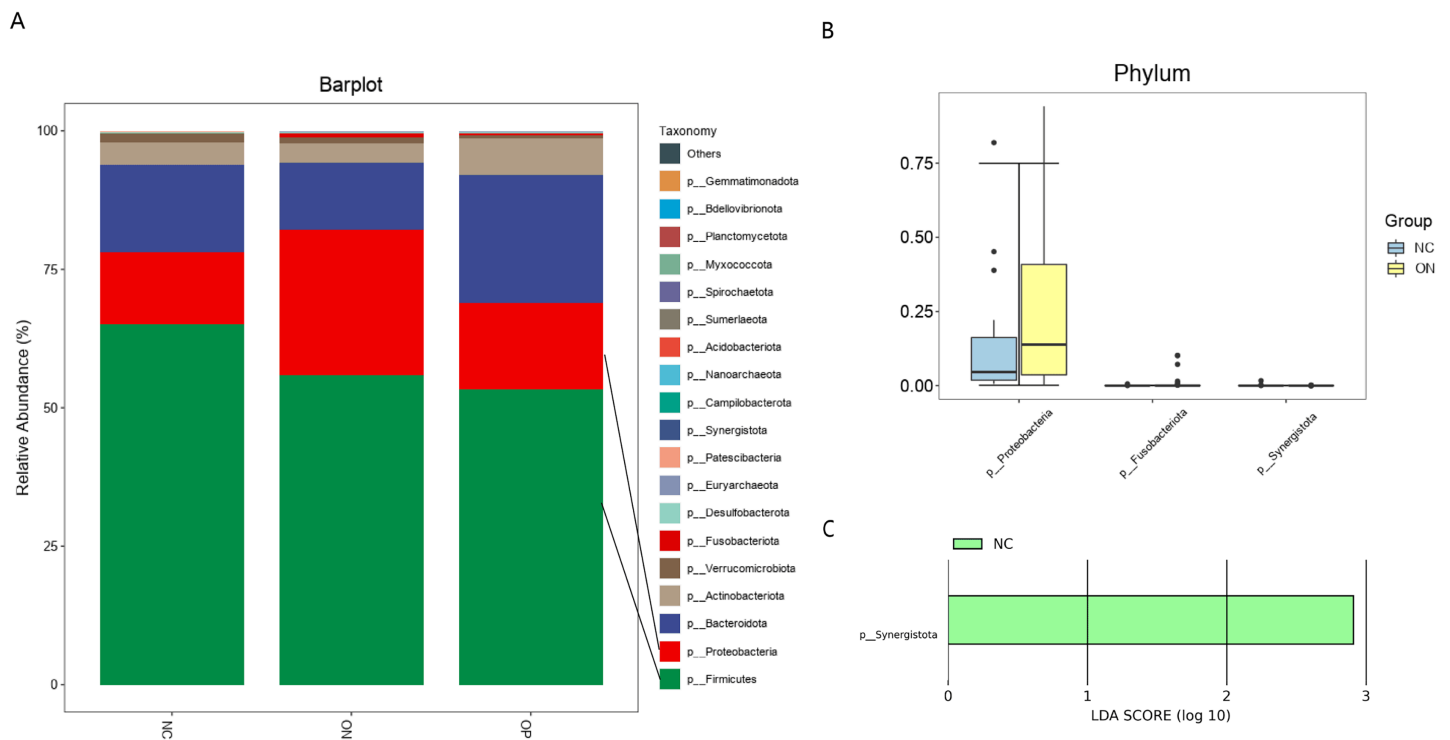 A
Barplot
Relative Abundance (%)
100
75
50
25
0
NC
ON
OP
Taxonomy
Others
p__Gemmatimonadota
p__Bdellovibrionota
p__Planctomycetota
p__Myxococcota
p__Spirochaetota
p__Sumerlaeota
p__Acidobacteriota
p__Nanoarchaeota
p__Campilobacterota
p__Synergistota
p__Patescibacteria
p__Euryarchaeota
p__Desulfobacterota
p__Fusobacteriota
p__Verrucomicrobiota
p__Actinobacteriota
p__Bacteroidota
p__Proteobacteria
p__Firmicutes
B
Phylum
0.75
0.50
0.25
0.00
p__Proteobacteria
p__Fusobacteriota
p__Synergistota
Group
NC
ON
C
NC
p__Synergistota
0 1 2 3
LDA SCORE (log 10)